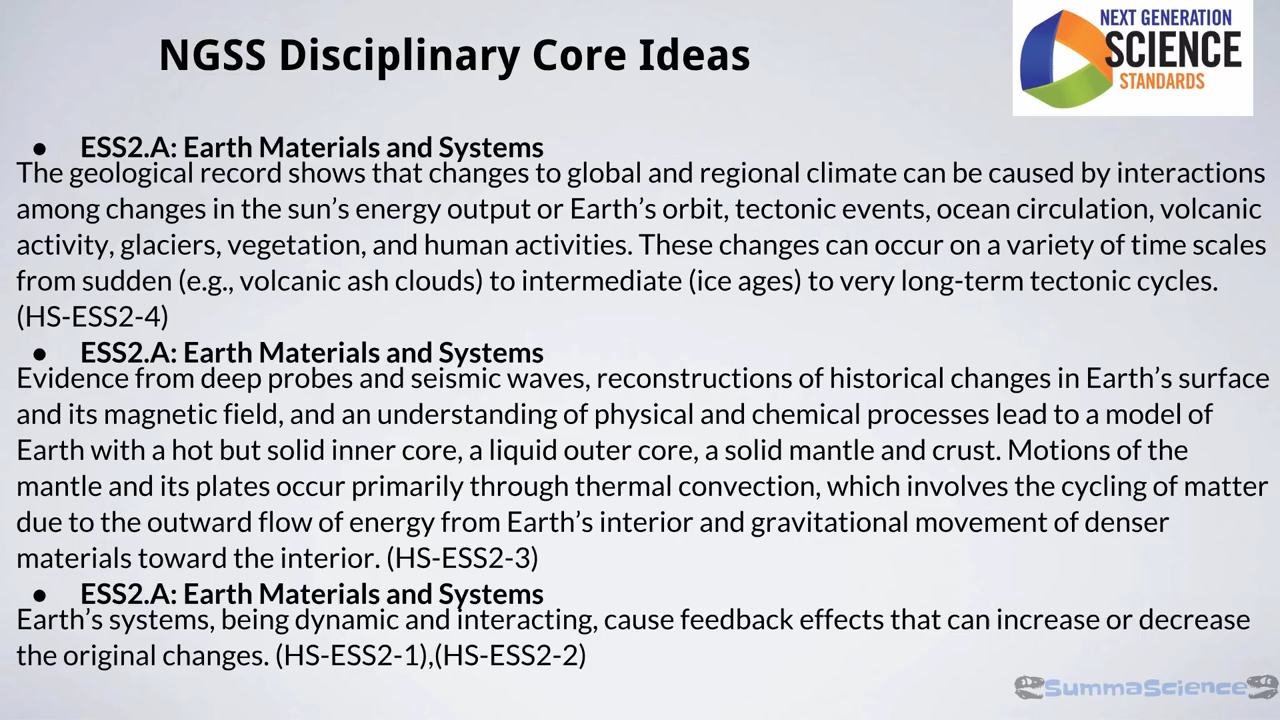 NGSS Disciplinary Core Ideas
NEXT GENERATION
SCIENCE
STANDARDS
● ESS2.A: Earth Materials and Systems
The geological record shows that changes to global and regional climate can be caused by interactions
among changes in the sun’s energy output or Earth’s orbit, tectonic events, ocean circulation, volcanic
activity, glaciers, vegetation, and human activities. These changes can occur on a variety of time scales
from sudden (e.g., volcanic ash clouds) to intermediate (ice ages) to very long-term tectonic cycles.
(HS-ESS2-4)
● ESS2.A: Earth Materials and Systems
Evidence from deep probes and seismic waves, reconstructions of historical changes in Earth’s surface
and its magnetic field, and an understanding of physical and chemical processes lead to a model of
Earth with a hot but solid inner core, a liquid outer core, a solid mantle and crust. Motions of the
mantle and its plates occur primarily through thermal convection, which involves the cycling of matter
due to the outward flow of energy from Earth’s interior and gravitational movement of denser
materials toward the interior. (HS-ESS2-3)
● ESS2.A: Earth Materials and Systems
Earth’s systems, being dynamic and interacting, cause feedback effects that can increase or decrease
the original changes. (HS-ESS2-1),(HS-ESS2-2)
SummaScience